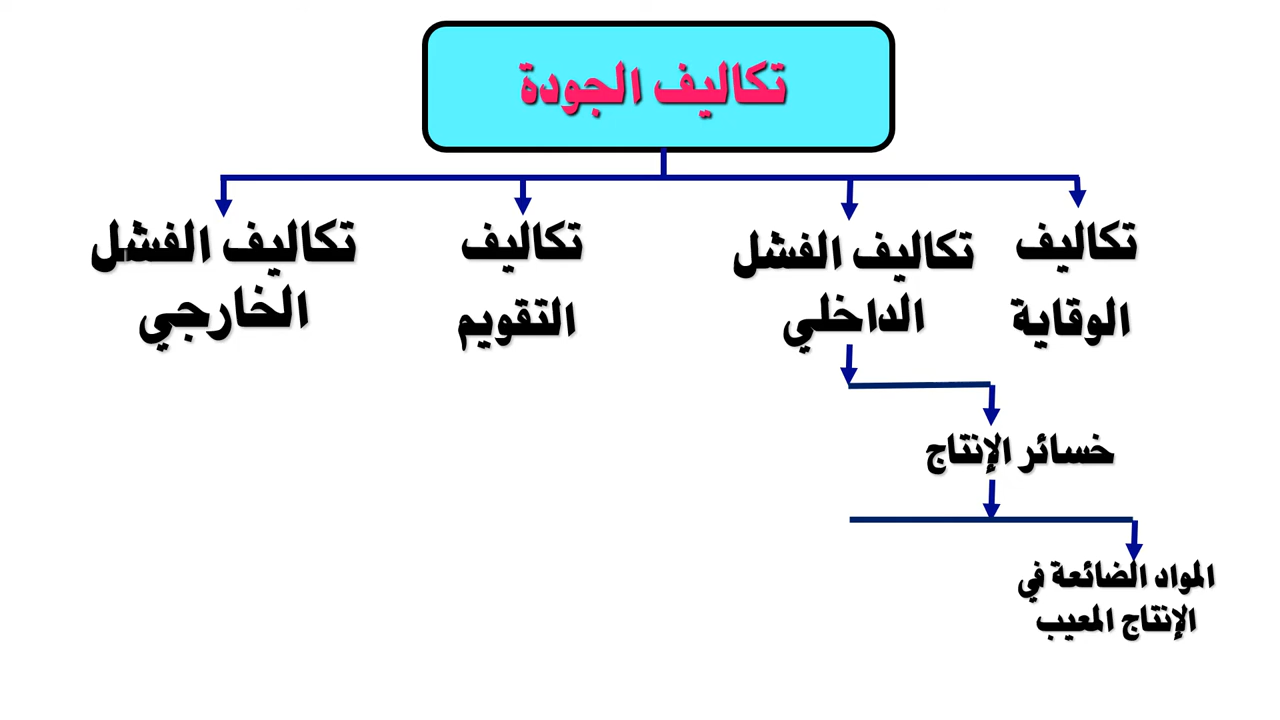 تكاليف الجودة
تكاليف
الوقاية
تكاليف الفشل
الداخلي
تكاليف
التقويم
تكاليف الفشل
الخارجي
خسائر الإنتاج
المواد الضائعة في
الإنتاج المعيب